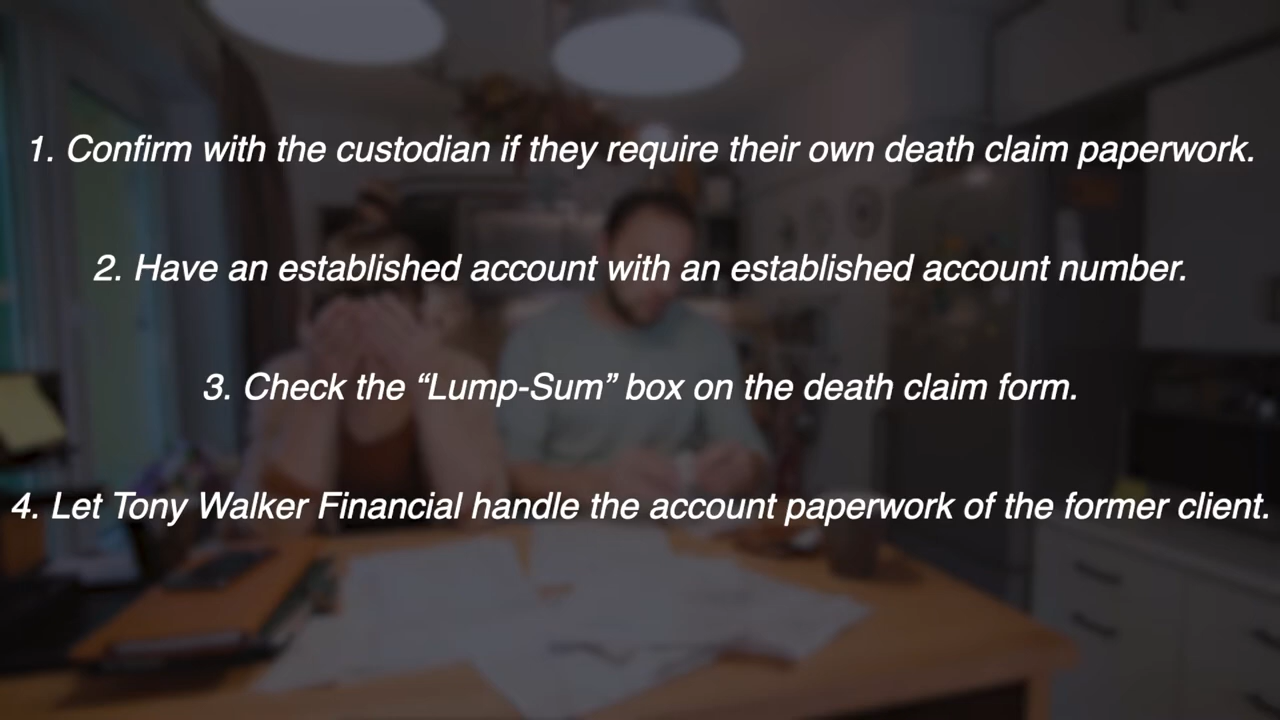 1. Confirm with the custodian if they require their own death claim paperwork.
2. Have an established account with an established account number.
3. Check the “Lump-Sum” box on the death claim form.
4. Let Tony Walker Financial handle the account paperwork of the former client.